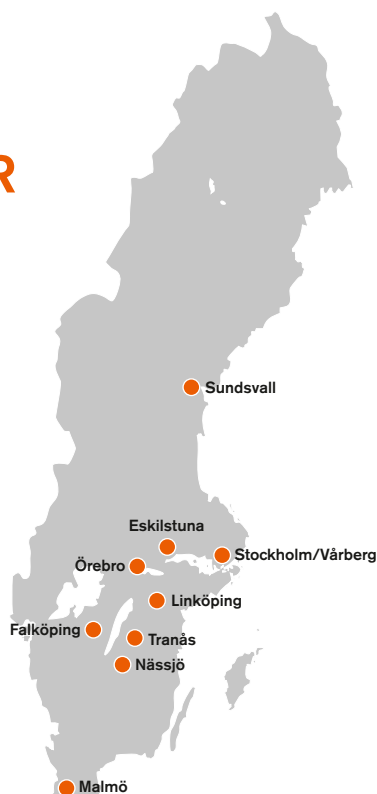 R
Sundsvall
Eskilstuna
Stockholm/Vårberg
Örebro
Linköping
Falköping
Tranås
Nässjö
Malmö